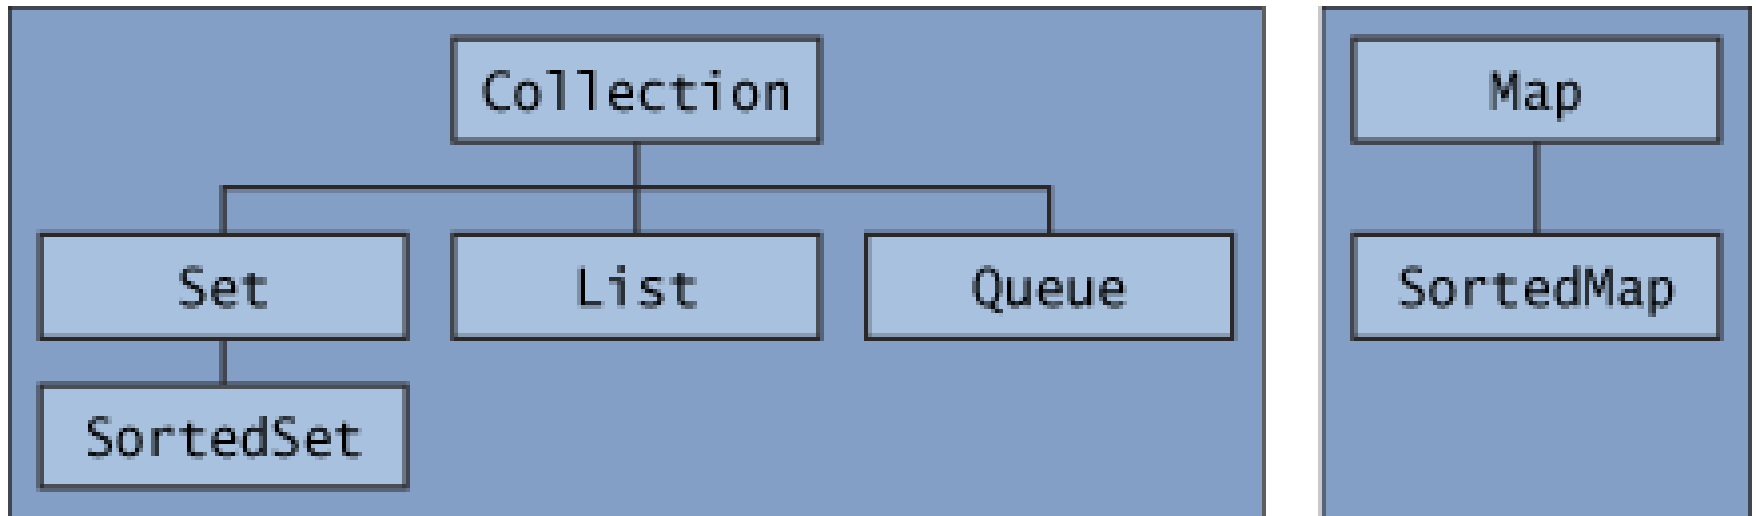 Collection
Map
Set
List
Queue
SortedMap
SortedSet